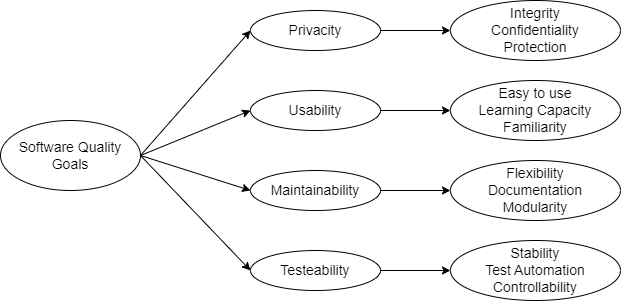 Software Quality
Goals
Privacity
Integrity
Confidentiality
Protection
Usability
Easy to use
Learning Capacity
Familiarity
Maintainability
Flexibility
Documentation
Modularity
Testeability
Stability
Test Automation
Controllability